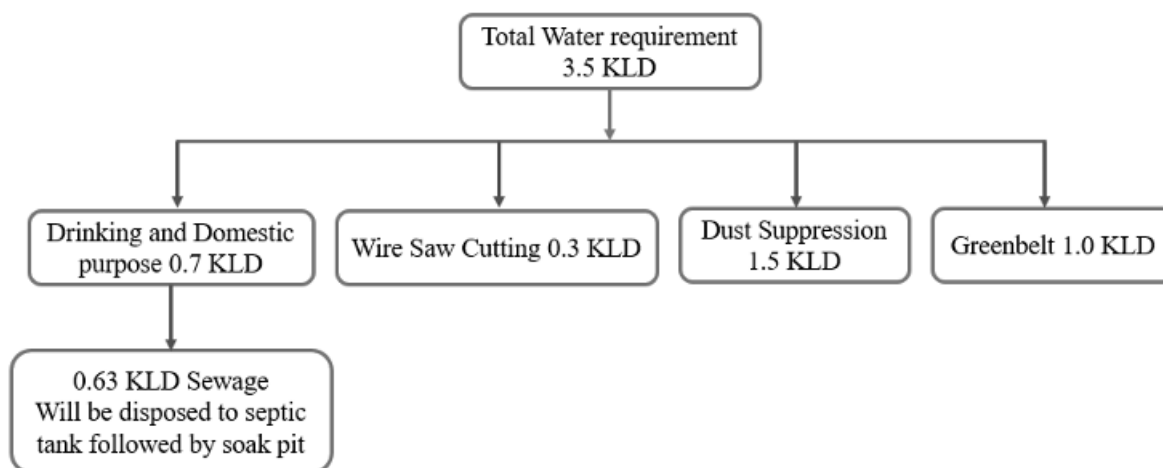 Total Water requirement
3.5 KLD
Drinking and Domestic
purpose 0.7 KLD
Wire Saw Cutting 0.3 KLD
Dust Suppression
1.5 KLD
Greenbelt 1.0 KLD
0.63 KLD Sewage
Will be disposed to septic
tank followed by soak pit